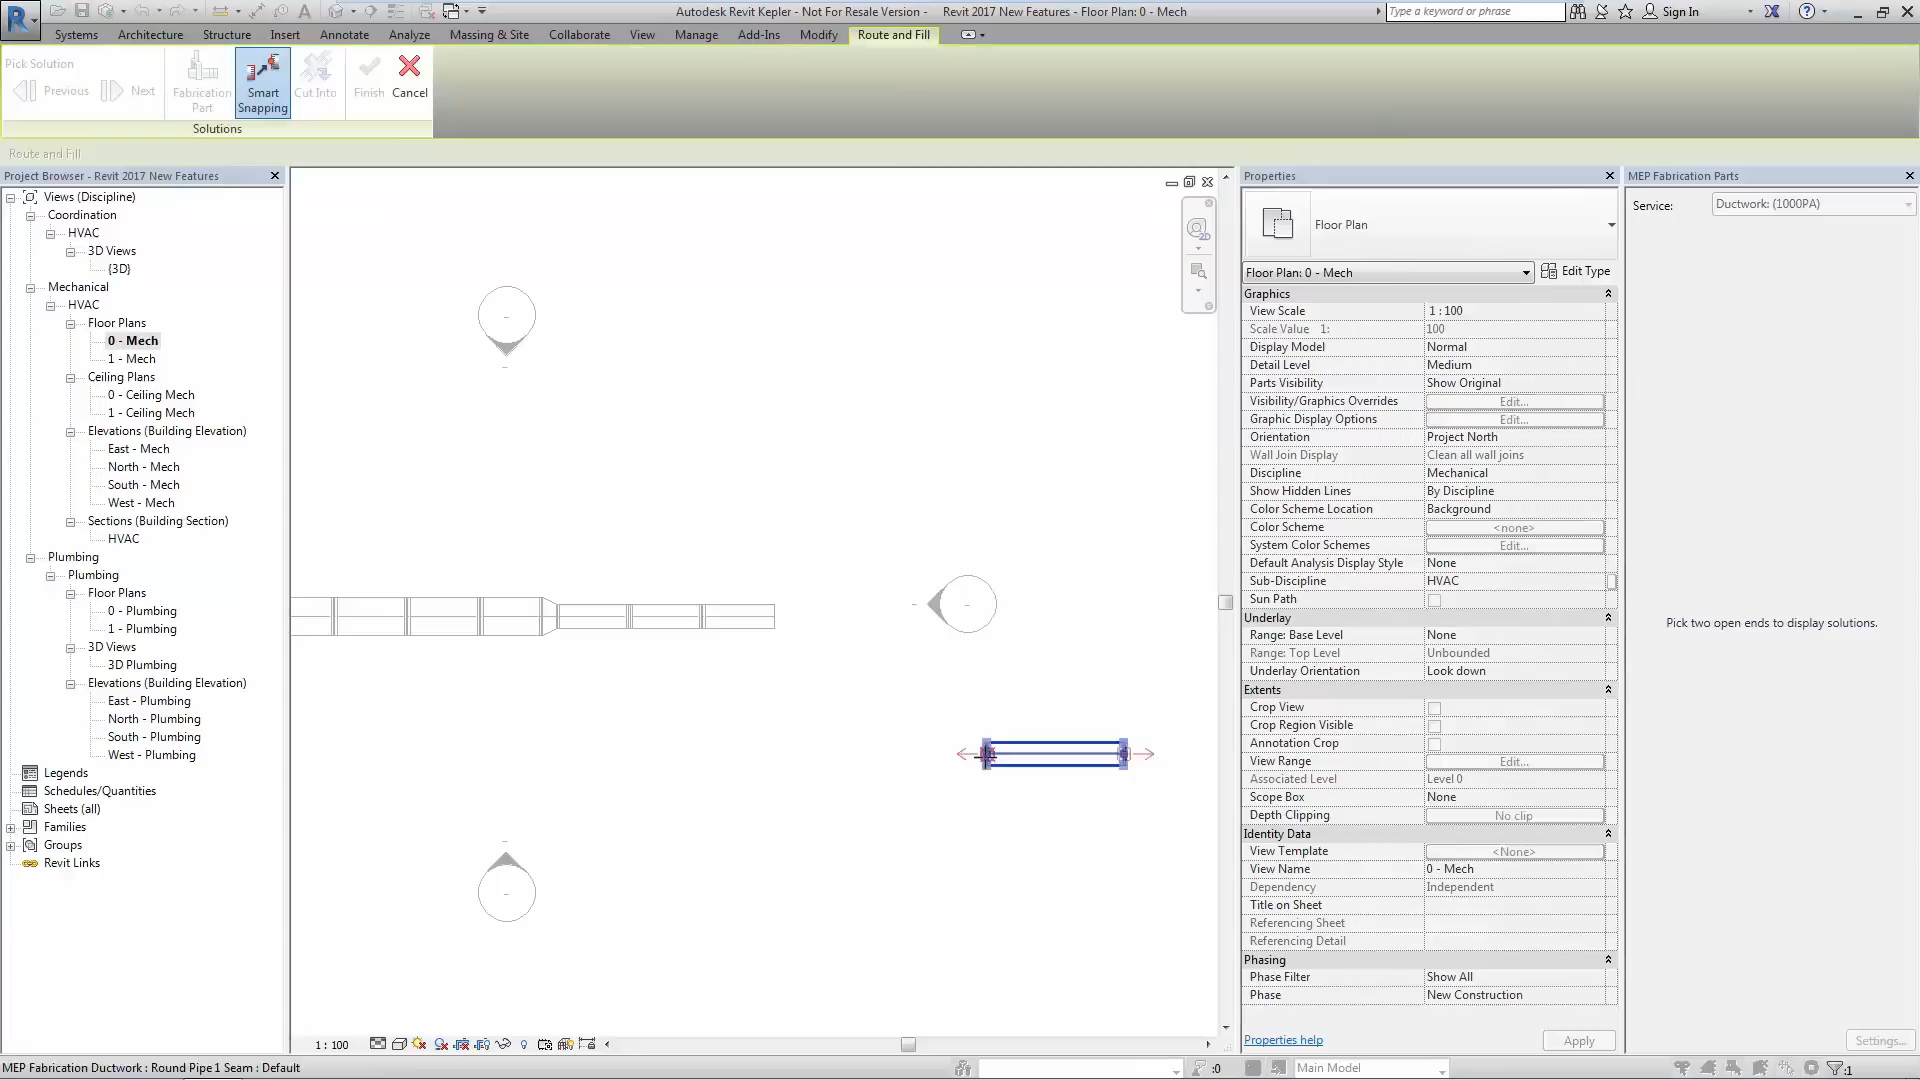 Autodesk Revit Kepler - Not For Resale Version - Revit 2017 New Features - Floor Plan: 0 - Mech
Type a keyword or phrase
Sign In
Systems Architecture Structure Insert Annotate Analyze Massing & Site Collaborate View Manage Add-Ins Modify Route and Fill
Pick Solution
Previous Next
Fabrication Part
Smart Snapping
Cut Into
Finish
Cancel
Solutions
Route and Fill
Project Browser - Revit 2017 New Features
Views (Discipline)
Coordination
HVAC
3D Views
{3D}
Mechanical
HVAC
Floor Plans
0 - Mech
1 - Mech
Ceiling Plans
0 - Ceiling Mech
1 - Ceiling Mech
Elevations (Building Elevation)
East - Mech
North - Mech
South - Mech
West - Mech
Sections (Building Section)
HVAC
Plumbing
Plumbing
Floor Plans
0 - Plumbing
1 - Plumbing
3D Views
3D Plumbing
Elevations (Building Elevation)
East - Plumbing
North - Plumbing
South - Plumbing
West - Plumbing
Legends
Schedules/Quantities
Sheets (all)
Families
Groups
Revit Links
2D
1 : 100
Properties
Floor Plan
Floor Plan: 0 - Mech
Edit Type
Graphics
View Scale 1 : 100
Scale Value 1: 100
Display Model Normal
Detail Level Medium
Parts Visibility Show Original
Visibility/Graphics Overrides Edit...
Graphic Display Options Edit...
Orientation Project North
Wall Join Display Clean all wall joins
Discipline Mechanical
Show Hidden Lines By Discipline
Color Scheme Location Background
Color Scheme <none>
System Color Schemes Edit...
Default Analysis Display Style None
Sub-Discipline HVAC
Sun Path
Underlay
Range: Base Level None
Range: Top Level Unbounded
Underlay Orientation Look down
Extents
Crop View
Crop Region Visible
Annotation Crop
View Range Edit...
Associated Level Level 0
Scope Box None
Depth Clipping No clip
Identity Data
View Template <None>
View Name 0 - Mech
Dependency Independent
Title on Sheet
Referencing Sheet
Referencing Detail
Phasing
Phase Filter Show All
Phase New Construction
Properties help
Apply
MEP Fabrication Parts
Service: Ductwork: (1000PA)
Pick two open ends to display solutions.
Settings...
MEP Fabrication Ductwork : Round Pipe 1 Seam : Default
:0
Main Model
:1